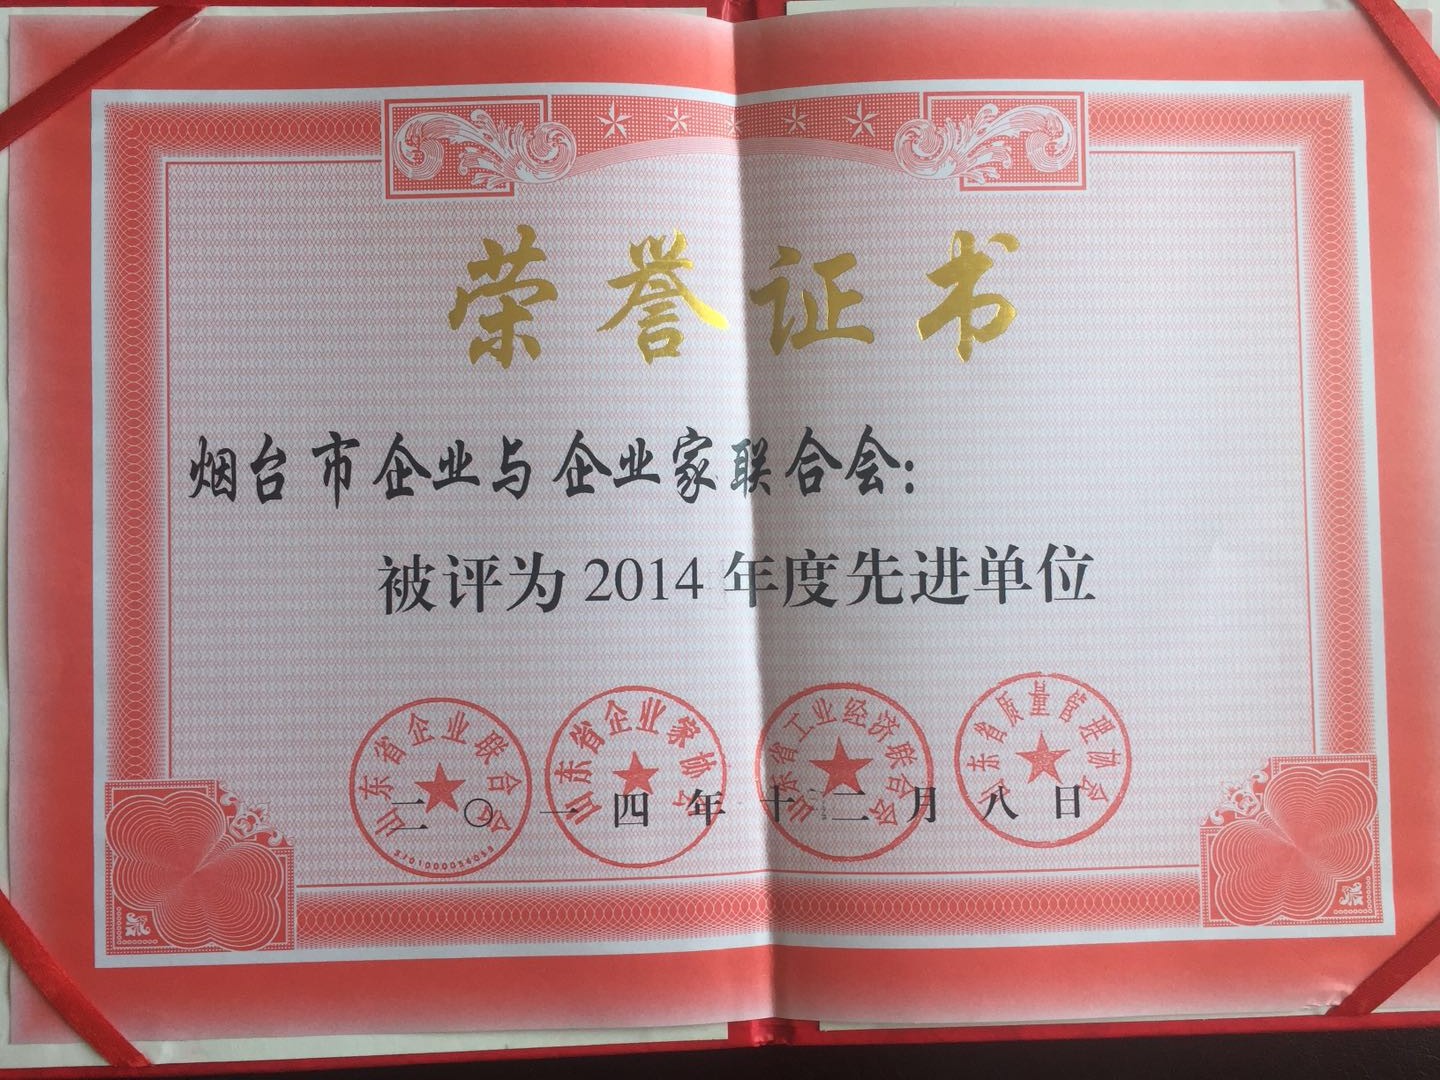 荣誉证书
烟台市企业与企业家联合会：
被评为2014年度先进单位
山东省企业联合会
山东省企业家协会
山东省工业经济联合会
山东省质量管理协会
二〇一四年十二月八日